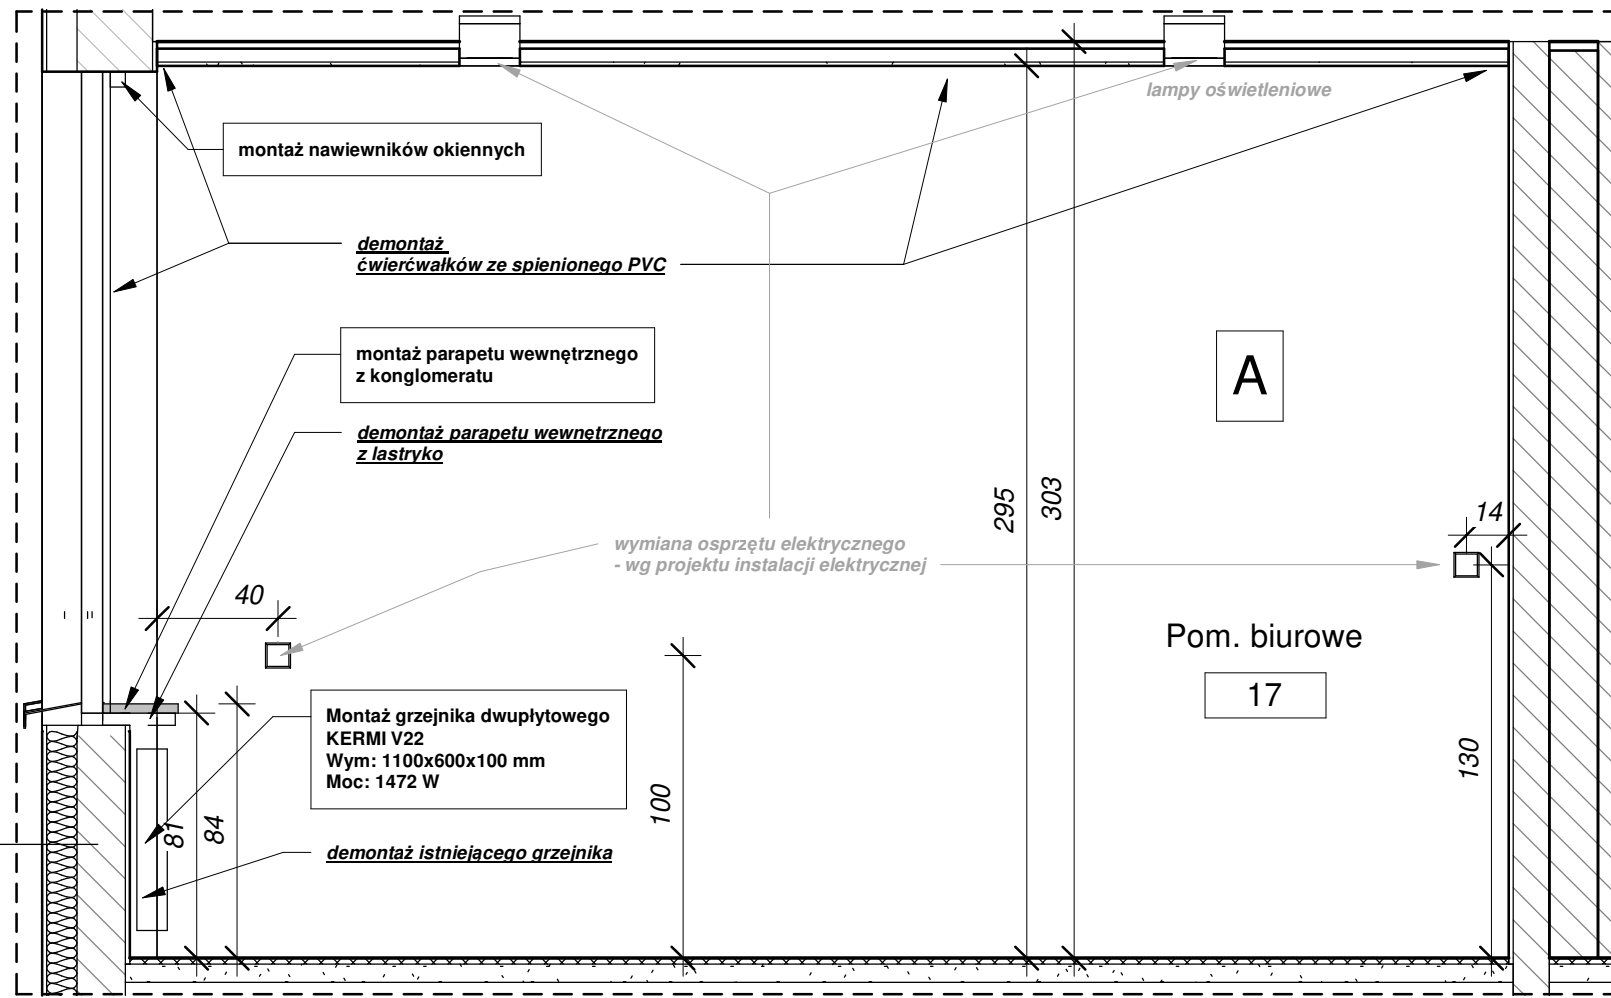 lampy oświetleniowe
montaż nawiewników okiennych
demontaż
ćwierćwałków ze spienionego PVC
montaż parapetu wewnętrznego
z konglomeratu
A
demontaż parapetu wewnętrznego
z lastryko
295
303
14
wymiana osprzętu elektrycznego
- wg projektu instalacji elektrycznej
40
Pom. biurowe
17
Montaż grzejnika dwupłytowego
KERMI V22
Wym: 1100x600x100 mm
Moc: 1472 W
130
100
81
84
demontaż istniejącego grzejnika